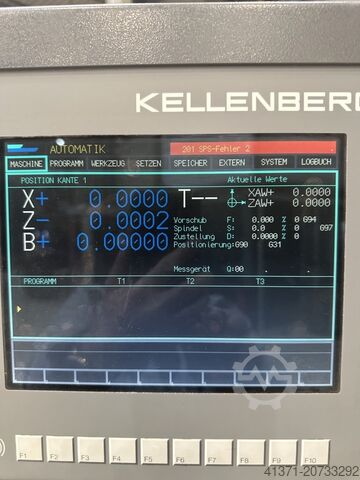 KELLENBERG
AUTOMATIK 201 SPS-Fehler 2
MASCHINE PROGRAMM WERKZEUG SETZEN SPEICHER EXTERN SYSTEM LOGBUCH
POSITION KANTE 1 Aktuelle Werte
X+ 0.0000 T-- XAW+ 0.0000
Z- 0.0002 ZAW+ 0.0000
B+ 0.00000
Vorschub F: 0.000 % 0 G94
Spindel S: 0.0 % 0 G97
Zustellung D: 0.0000 % 0
Positionierung: G90 G31
Messgerät Q:00
PROGRAMM T1 T2 T3
F1 F2 F3 F4 F5 F6 F7 F8 F9 F10
41371-20733292